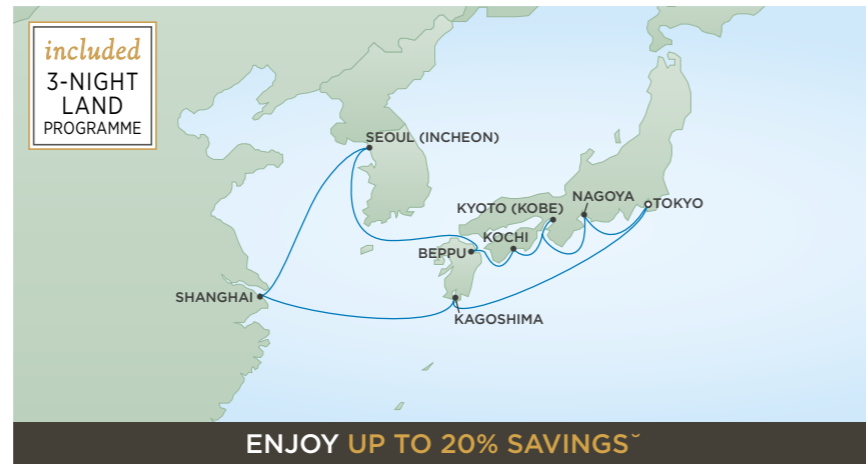 included
3-NIGHT
LAND
PROGRAMME
SEOUL (INCHEON)
NAGOYA
KYOTO (KOBE)
TOKYO
KOCHI
BEPPU
SHANGHAI
KAGOSHIMA
ENJOY UP TO 20% SAVINGS˘